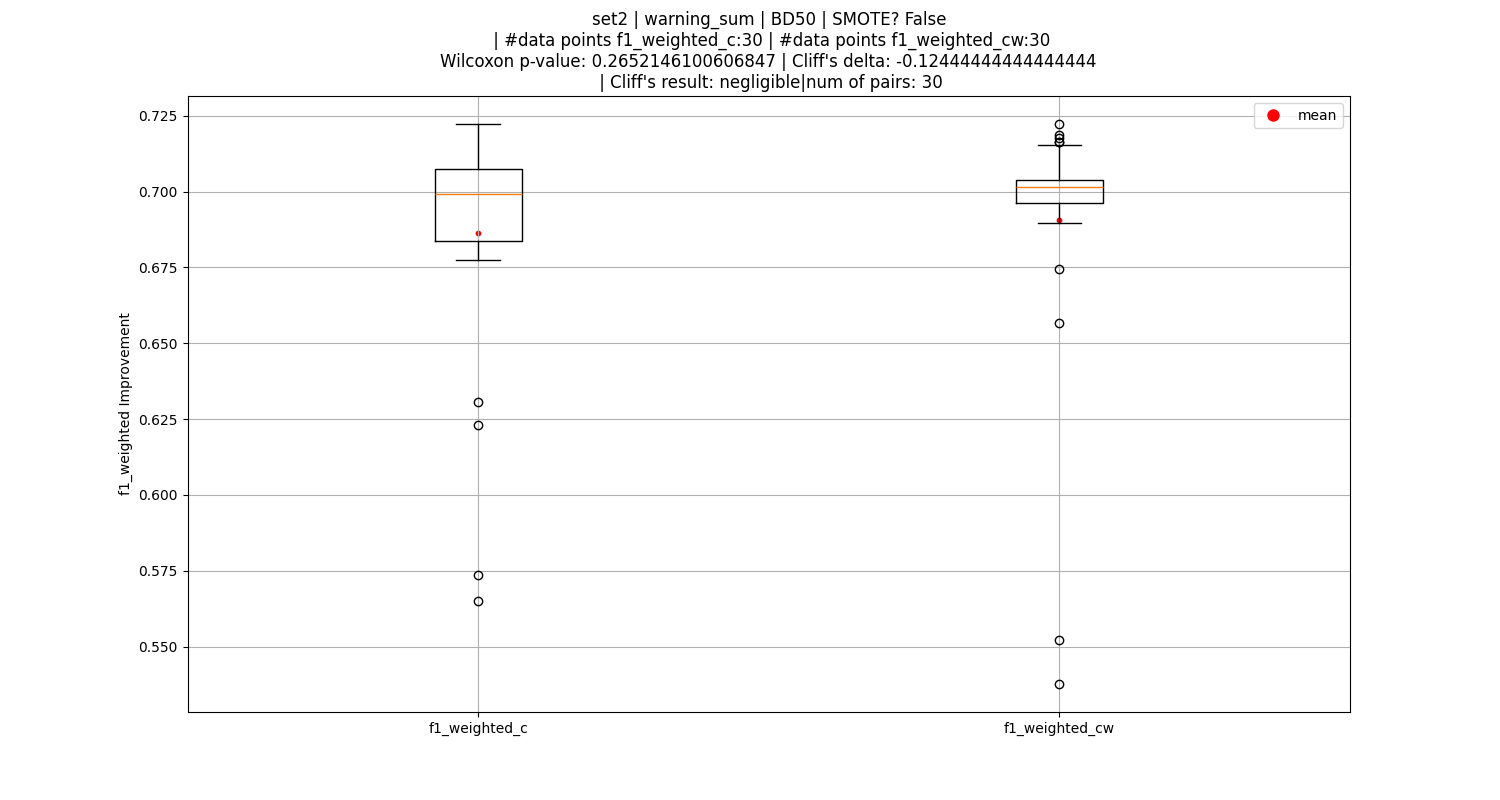 set2 | warning_sum | BD50 | SMOTE? False
| #data points f1_weighted_c:30 | #data points f1_weighted_cw:30
Wilcoxon p-value: 0.2652146100606847 | Cliff's delta: -0.12444444444444444
| Cliff's result: negligible|num of pairs: 30
mean
0.725
0.700
0.675
0.650
0.625
0.600
0.575
0.550
f1_weighted Improvement
f1_weighted_c
f1_weighted_cw